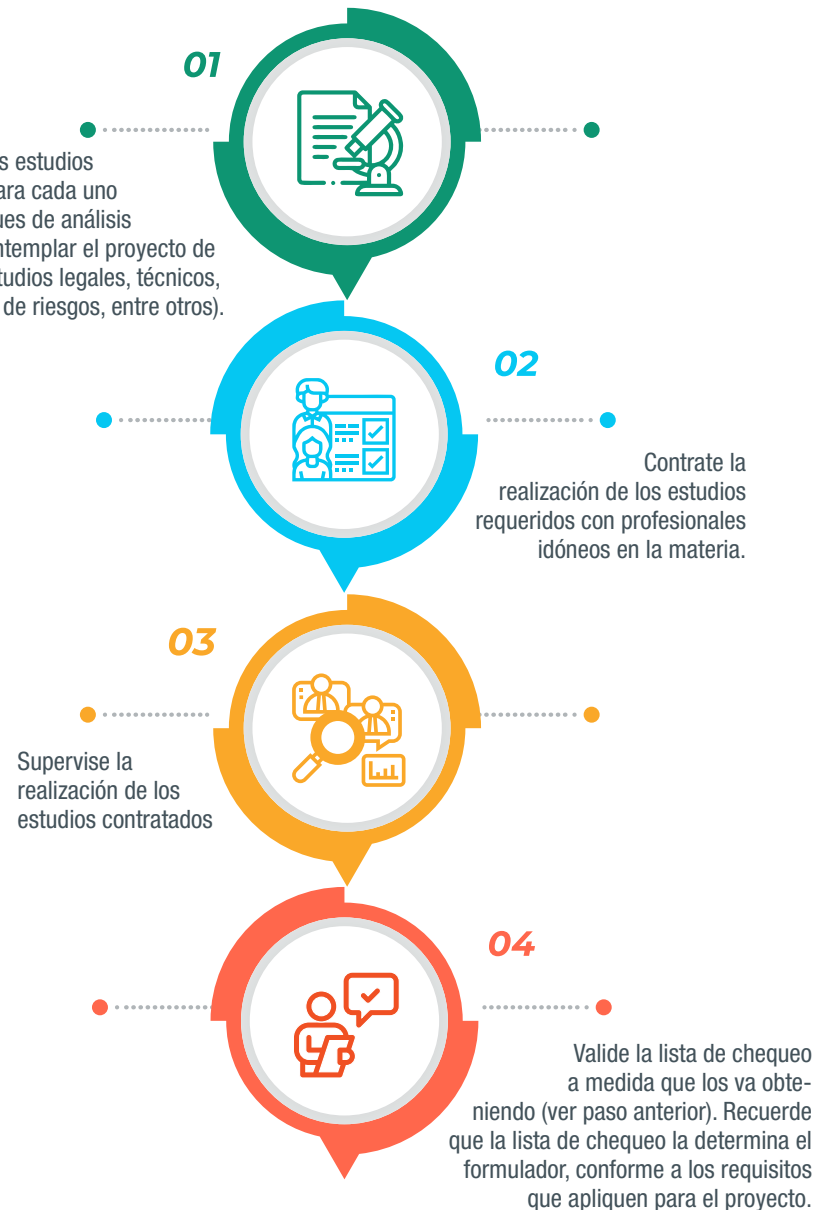 01
s estudios
ara cada uno
ues de análisis
ntemplar el proyecto de
tudios legales, técnicos,
de riesgos, entre otros).
02
Contrate la
realización de los estudios
requeridos con profesionales
idóneos en la materia.
03
Supervise la
realización de los
estudios contratados
04
Valide la lista de chequeo
a medida que los va obte-
niendo (ver paso anterior). Recuerde
que la lista de chequeo la determina el
formulador, conforme a los requisitos
que apliquen para el proyecto.